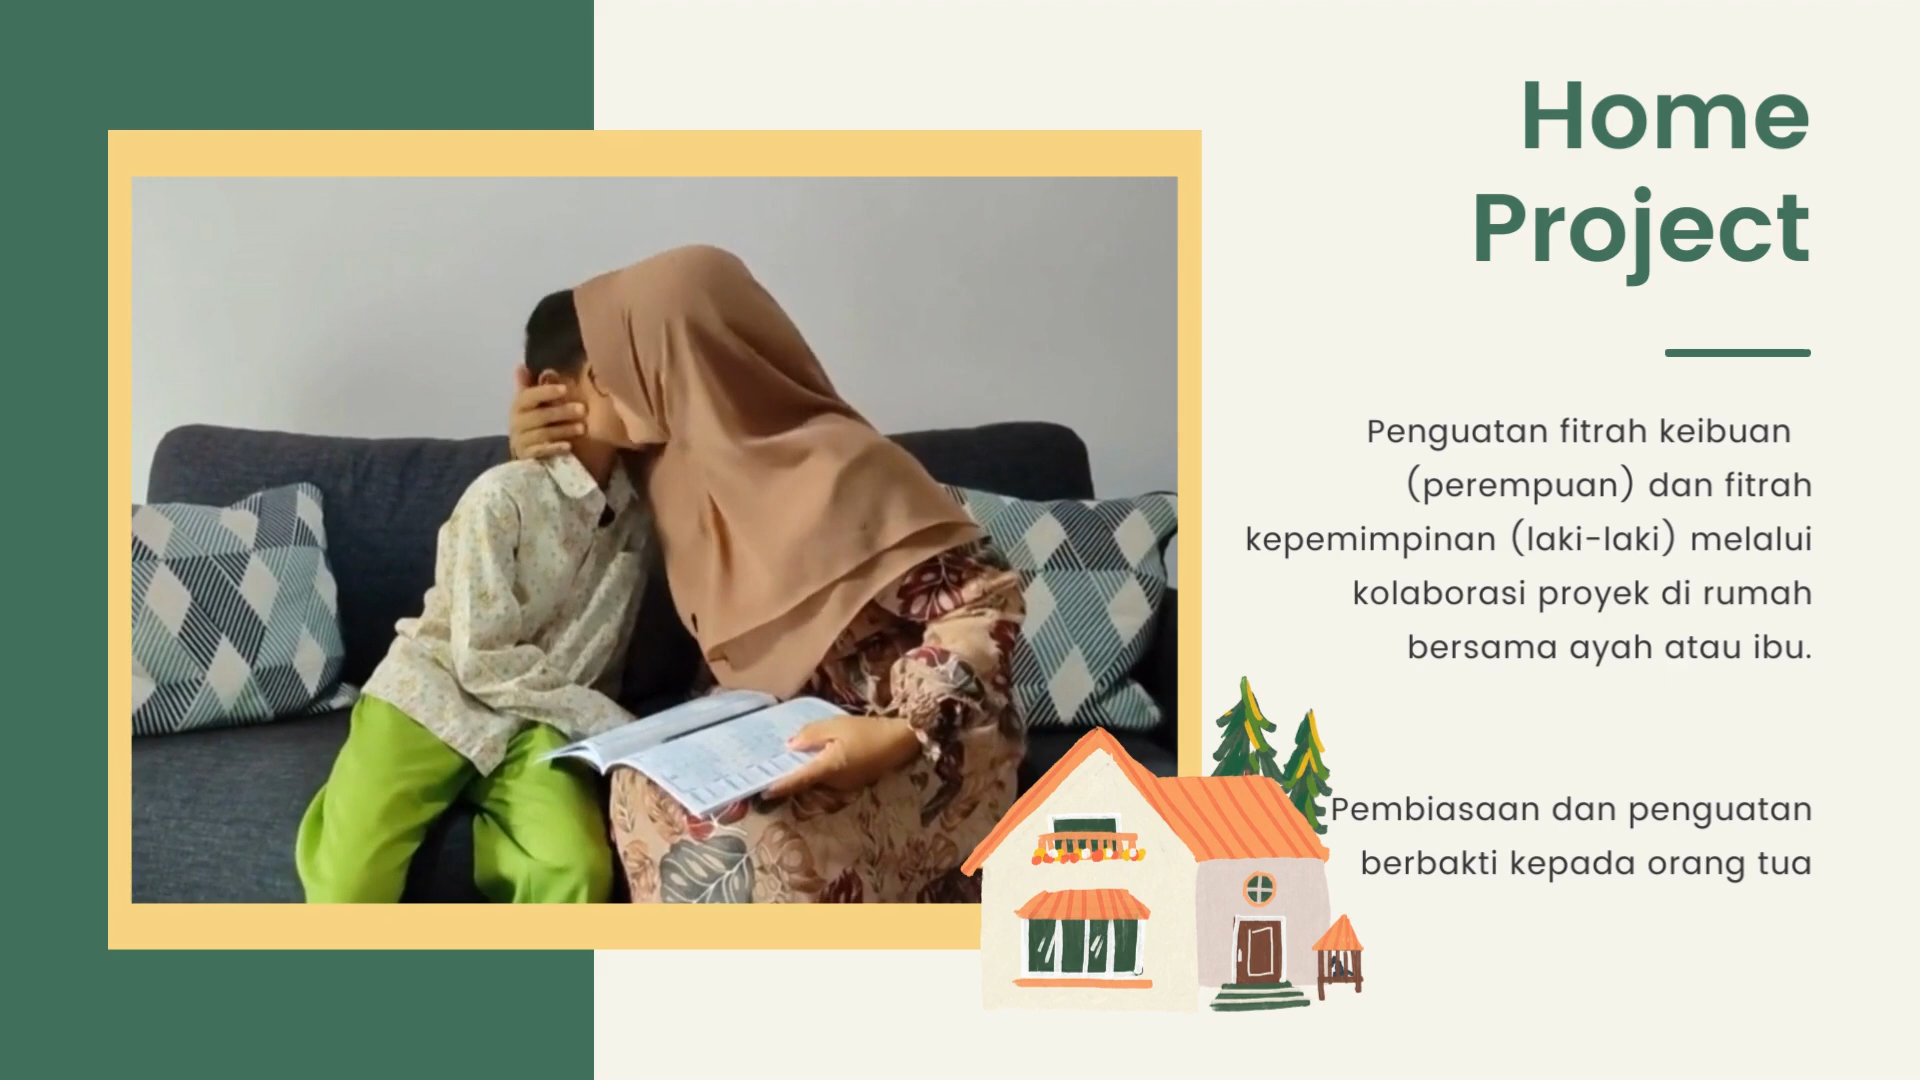 Home
Project
Penguatan fitrah keibuan
(perempuan) dan fitrah
kepemimpinan (laki-laki) melalui
kolaborasi proyek di rumah
bersama ayah atau ibu.
Pembiasaan dan penguatan
berbakti kepada orang tua